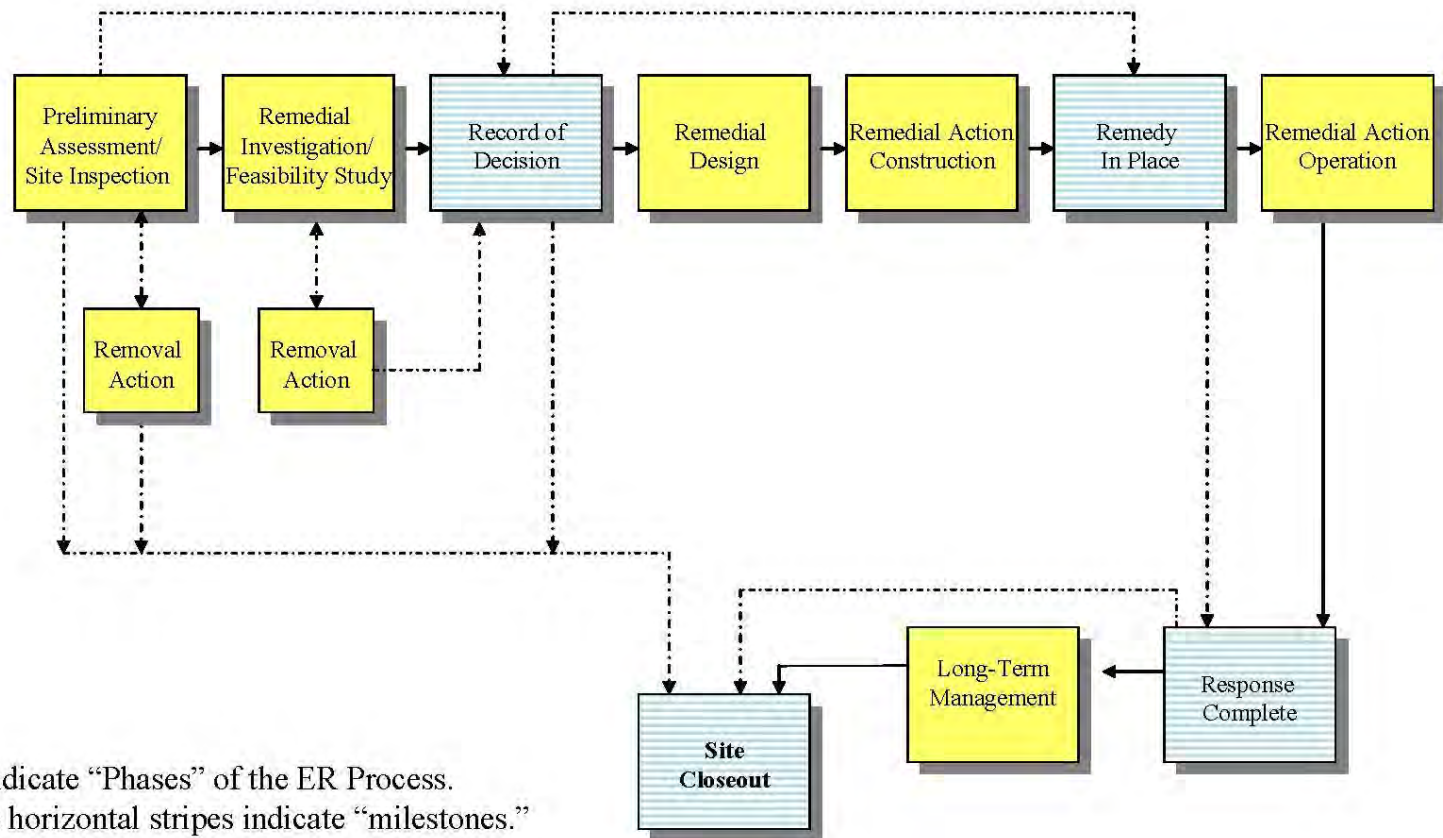 Preliminary
Assessment/
Site Inspection
Remedial
Investigation/
Feasibility Study
Record of
Decision
Remedial
Design
Remedial Action
Construction
Remedy
In Place
Remedial Action
Operation
Removal
Action
Removal
Action
Long-Term
Management
Response
Complete
Site
Closeout
dicate “Phases” of the ER Process.
horizontal stripes indicate “milestones.”